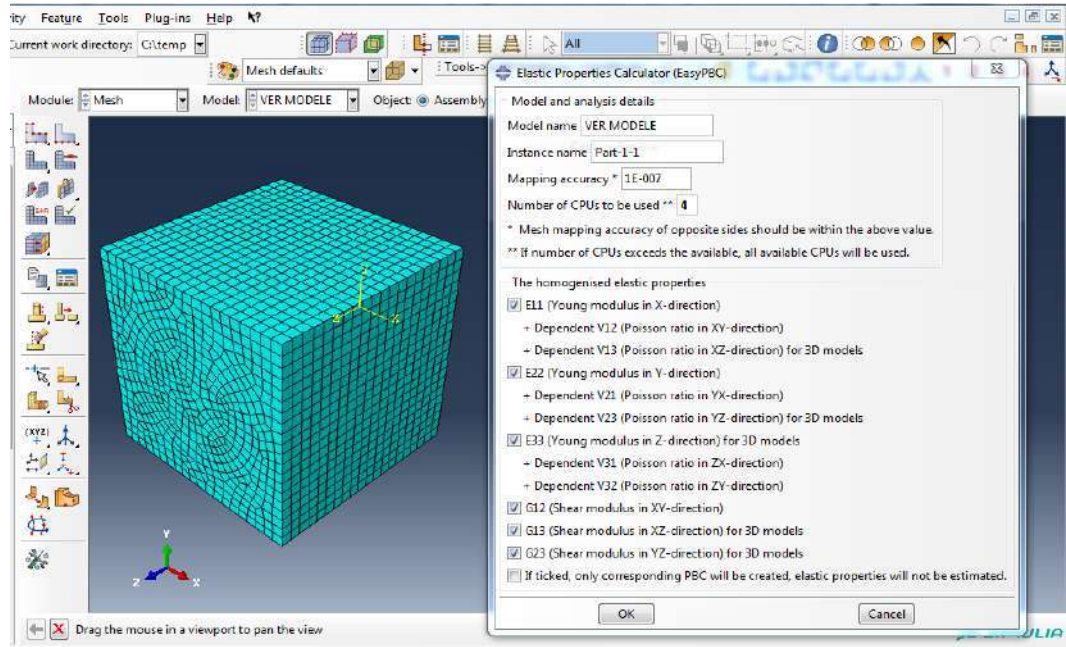 ity Feature Tools Plug-ins Help
Current work directory: C:\temp
All
Mesh defaults
Tools->
Module: Mesh Model: VER MODELE Object: Assembly
Elastic Properties Calculator (EasyPBC)
Model and analysis details
Model name VER MODELE
Instance name Part-1-1
Mapping accuracy * 1E-007
Number of CPUs to be used ** 4
* Mesh mapping accuracy of opposite sides should be within the above value.
** If number of CPUs exceeds the available, all available CPUs will be used.
The homogenised elastic properties
E11 (Young modulus in X-direction)
+ Dependent V12 (Poisson ratio in XY-direction)
+ Dependent V13 (Poisson ratio in XZ-direction) for 3D models
E22 (Young modulus in Y-direction)
+ Dependent V21 (Poisson ratio in YX-direction)
+ Dependent V23 (Poisson ratio in YZ-direction) for 3D models
E33 (Young modulus in Z-direction) for 3D models
+ Dependent V31 (Poisson ratio in ZX-direction)
+ Dependent V32 (Poisson ratio in ZY-direction)
G12 (Shear modulus in XY-direction)
G13 (Shear modulus in XZ-direction) for 3D models
G23 (Shear modulus in YZ-direction) for 3D models
If ticked, only corresponding PBC will be created, elastic properties will not be estimated.
OK Cancel
(XYZ)
Y
Z X
Drag the mouse in a viewport to pan the view